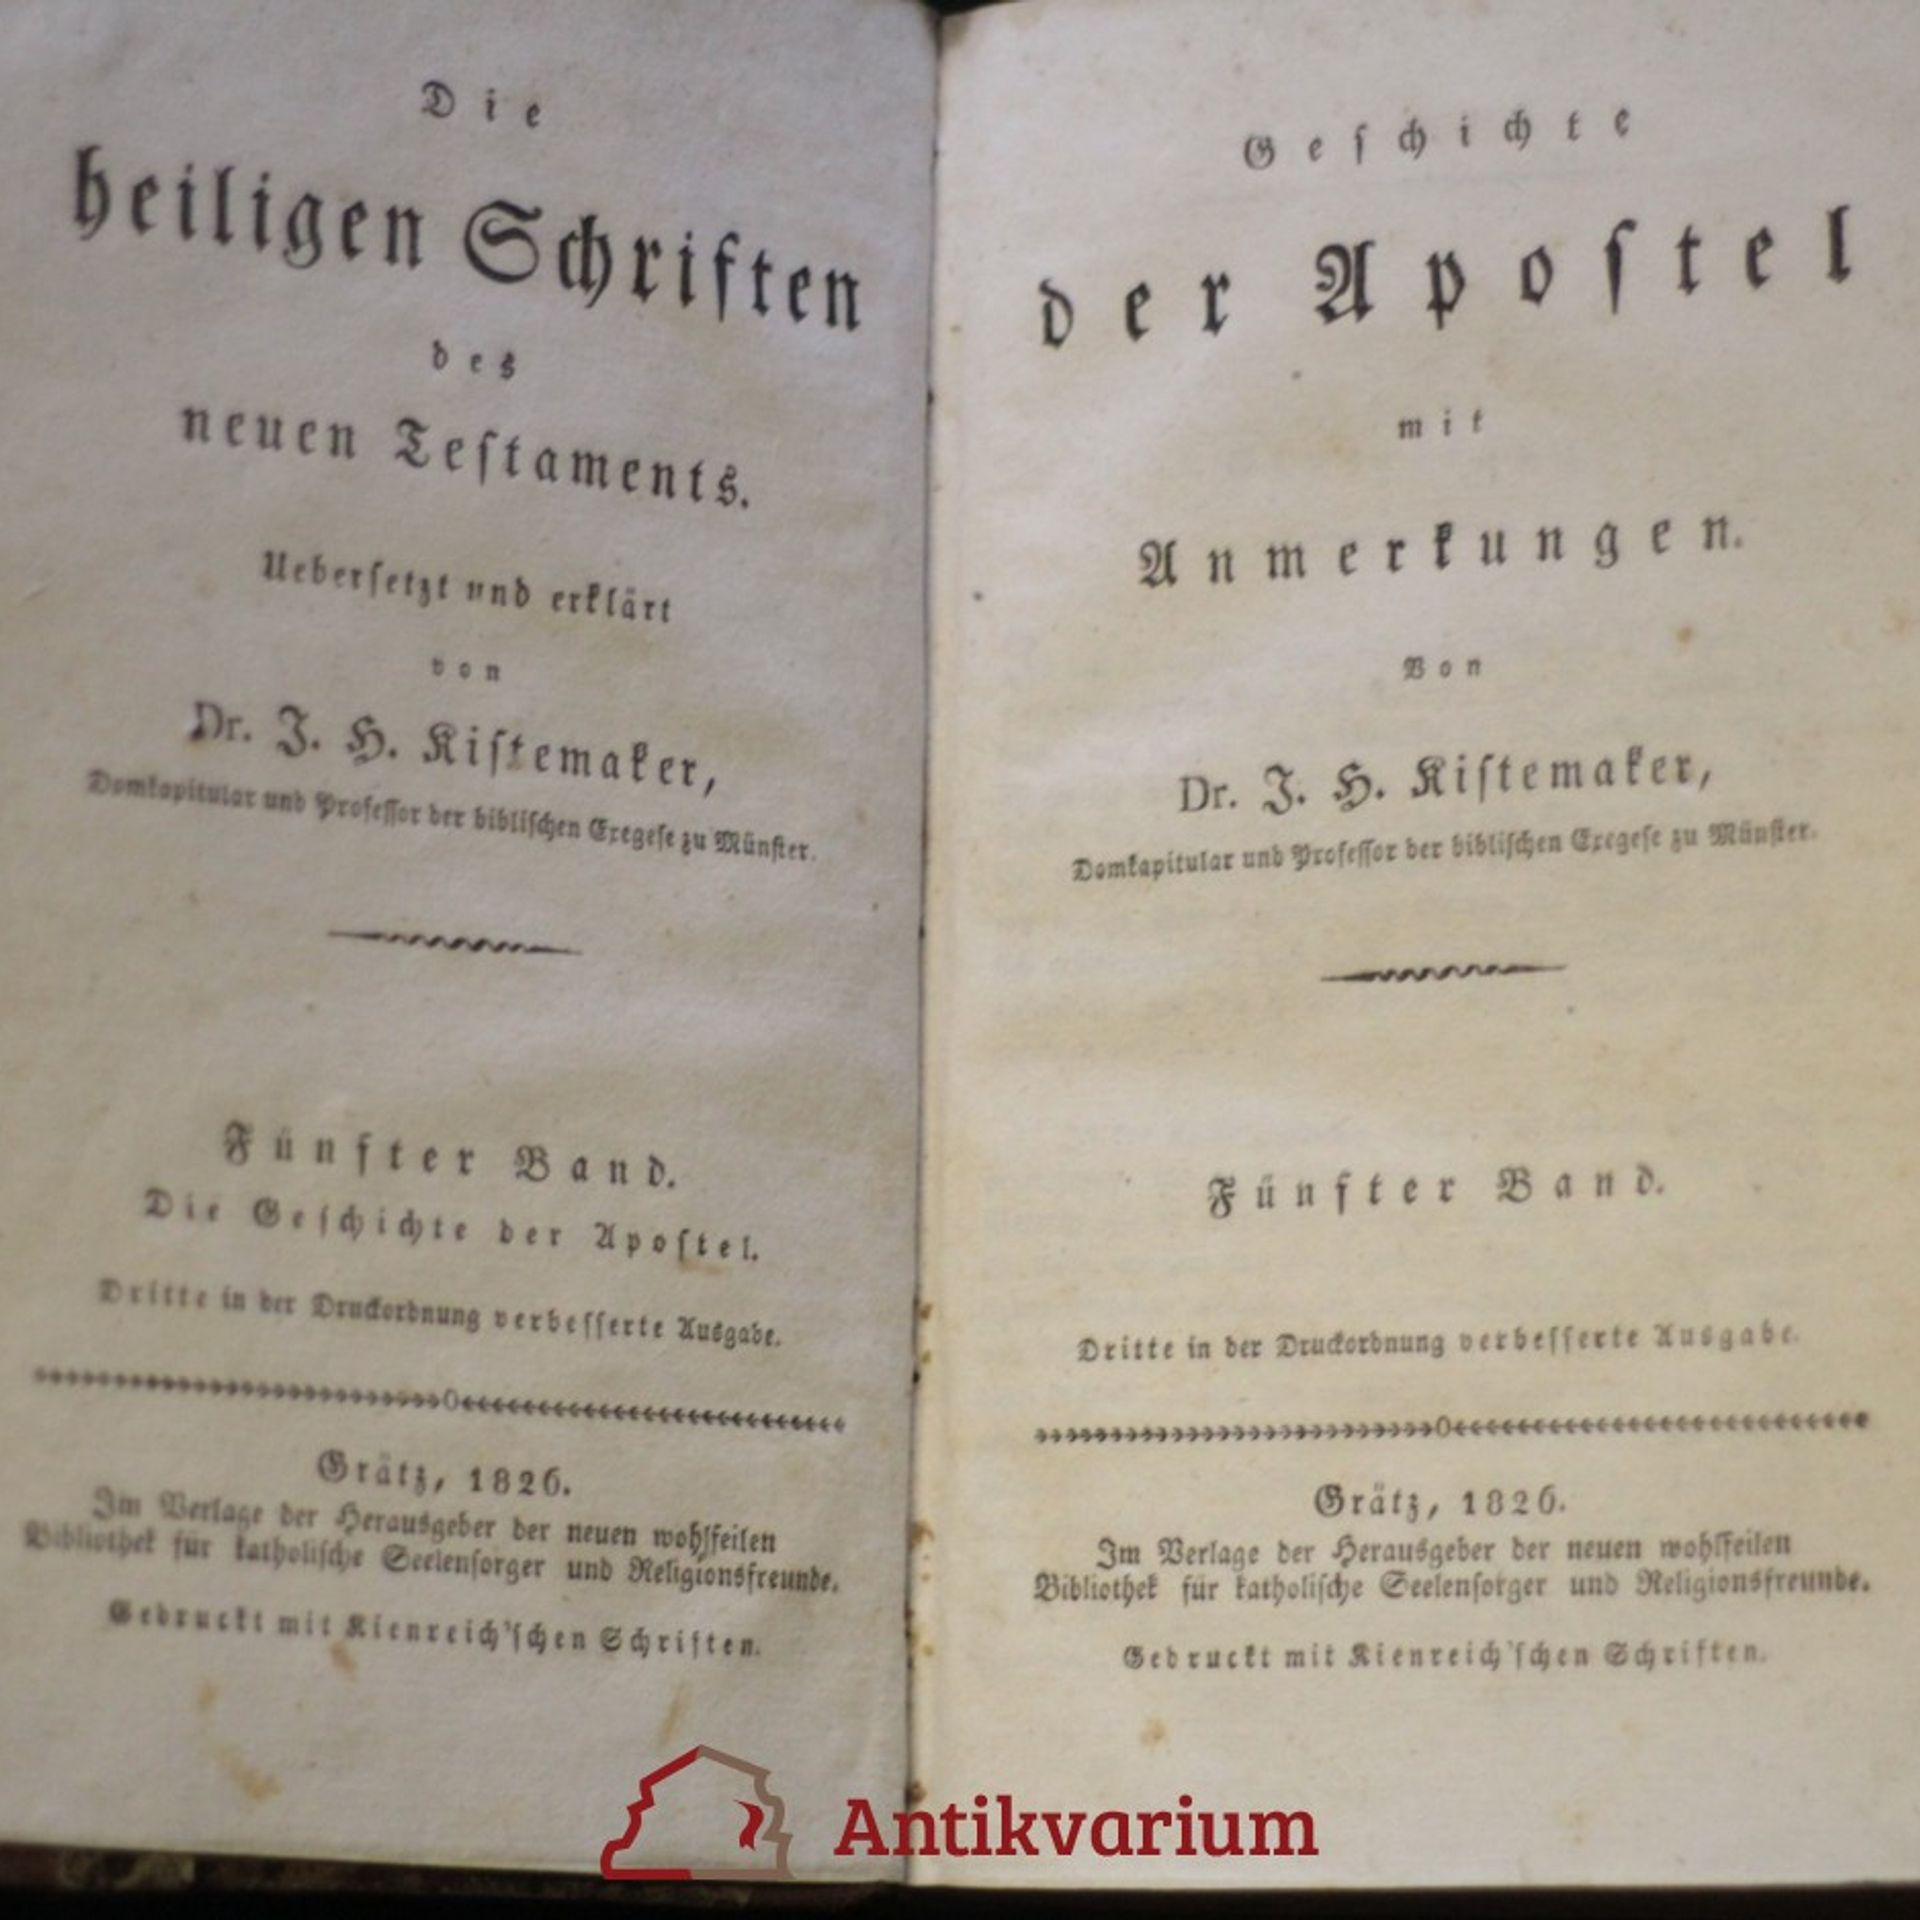 Die
heiligen Schriften
des
neuen Testaments.
Uebersetzt und erklärt
von
Dr. J. H. Kistemaker,
Domkapitular und Professor der biblischen Exegese zu Münster.
Fünfter Band.
Die Geschichte der Apostel.
Dritte in der Druckordnung verbesserte Ausgabe.
Grätz, 1826.
Im Verlage der Herausgeber der neuen wohlfeilen
Bibliothek für katholische Seelensorger und Religionsfreunde.
Gedruckt mit Kienreich'schen Schriften.
Geschichte
der Apostel
mit
Anmerkungen.
Von
Dr. J. H. Kistemaker,
Domkapitular und Professor der biblischen Exegese zu Münster.
Fünfter Band.
Dritte in der Druckordnung verbesserte Ausgabe.
Grätz, 1826.
Im Verlage der Herausgeber der neuen wohlfeilen
Bibliothek für katholische Seelensorger und Religionsfreunde.
Gedruckt mit Kienreich'schen Schriften.
Antikvarium